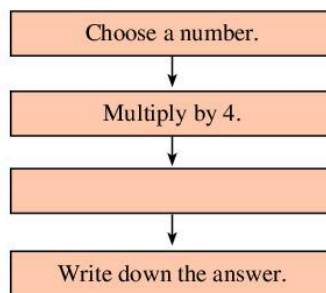 Choose a number.
Multiply by 4.
Write down the answer.